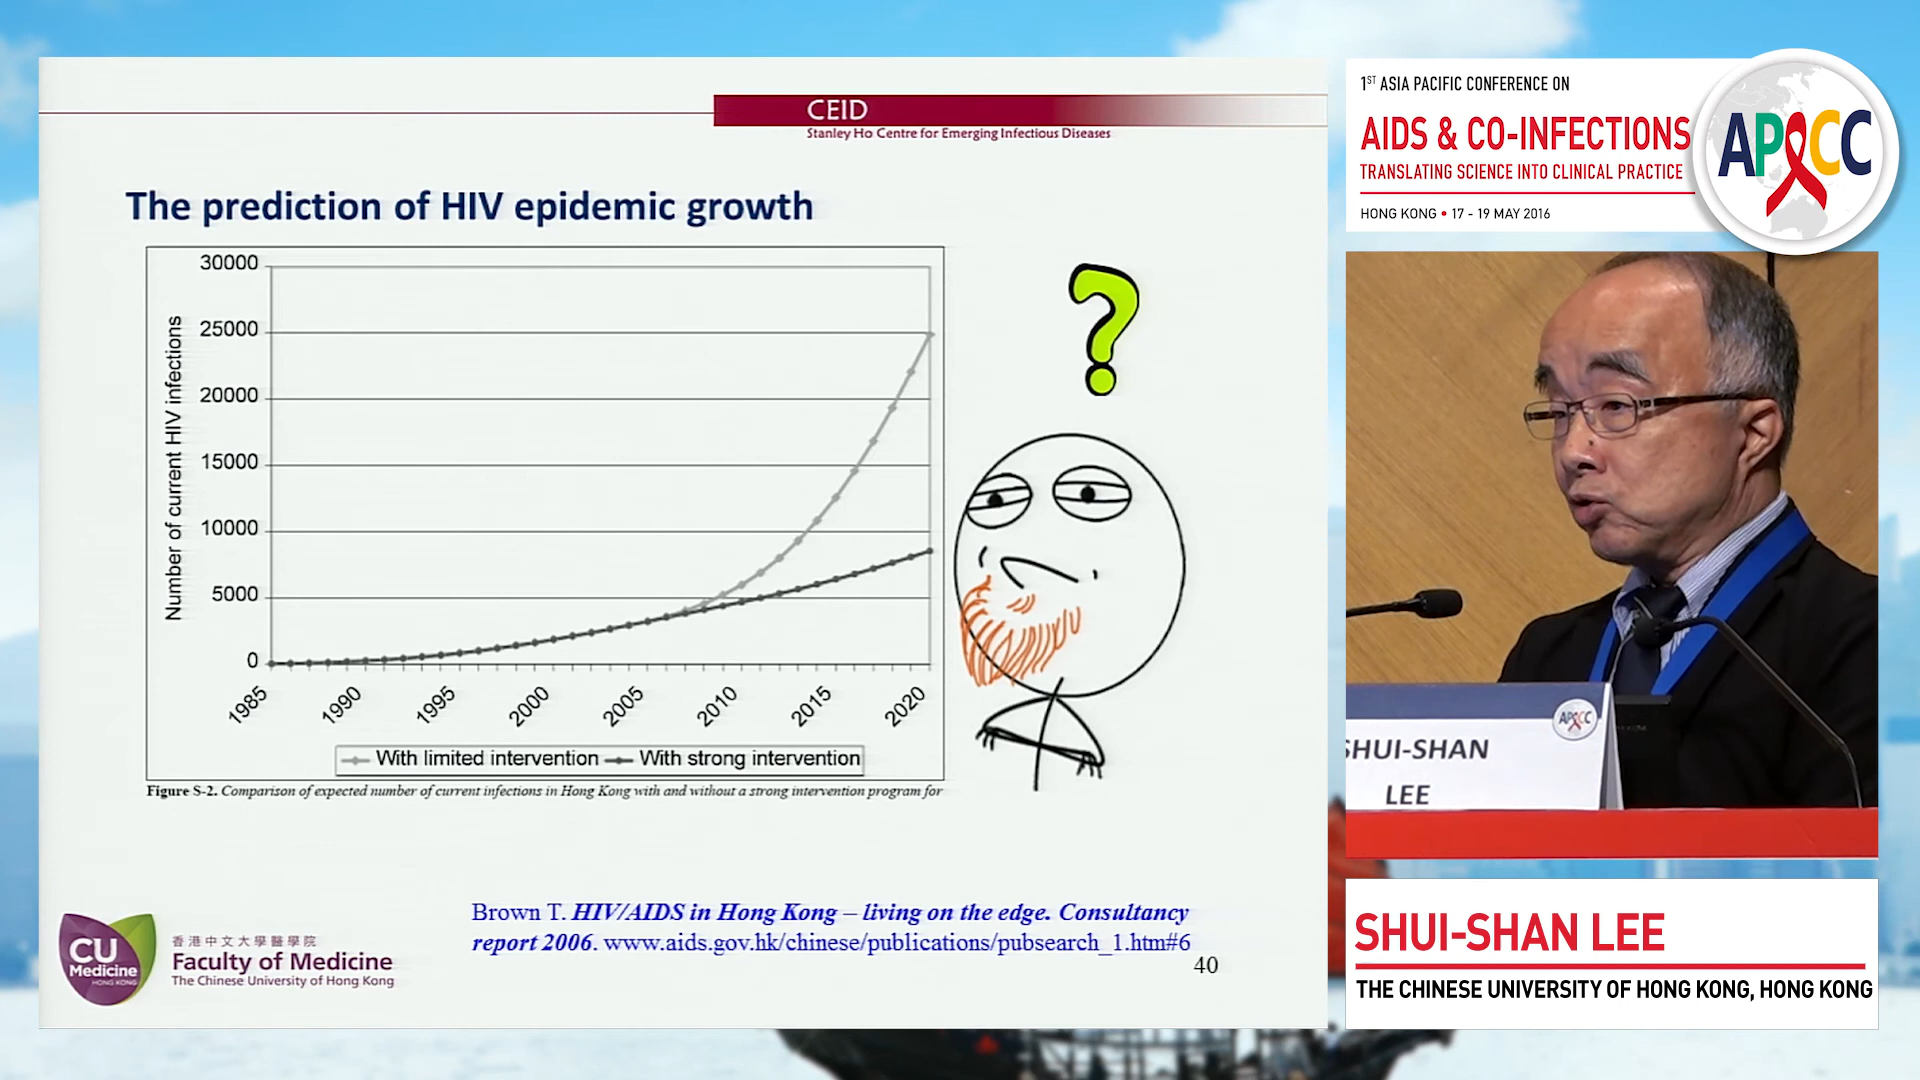 CEID
Stanley Ho Centre for Emerging Infectious Diseases
The prediction of HIV epidemic growth
Number of current HIV infections
30000
25000
20000
15000
10000
5000
0
1985
1990
1995
2000
2005
2010
2015
2020
With limited intervention
With strong intervention
Figure S-2. Comparison of expected number of current infections in Hong Kong with and without a strong intervention program for
?
Brown T. HIV/AIDS in Hong Kong – living on the edge. Consultancy
report 2006. www.aids.gov.hk/chinese/publications/pubsearch_1.htm#6
40
CU
Medicine
HONG KONG
香港中文大學醫學院
Faculty of Medicine
The Chinese University of Hong Kong
1ST ASIA PACIFIC CONFERENCE ON
AIDS & CO-INFECTIONS
TRANSLATING SCIENCE INTO CLINICAL PRACTICE
HONG KONG • 17 - 19 MAY 2016
APACC
APACC
SHUI-SHAN
LEE
SHUI-SHAN LEE
THE CHINESE UNIVERSITY OF HONG KONG, HONG KONG